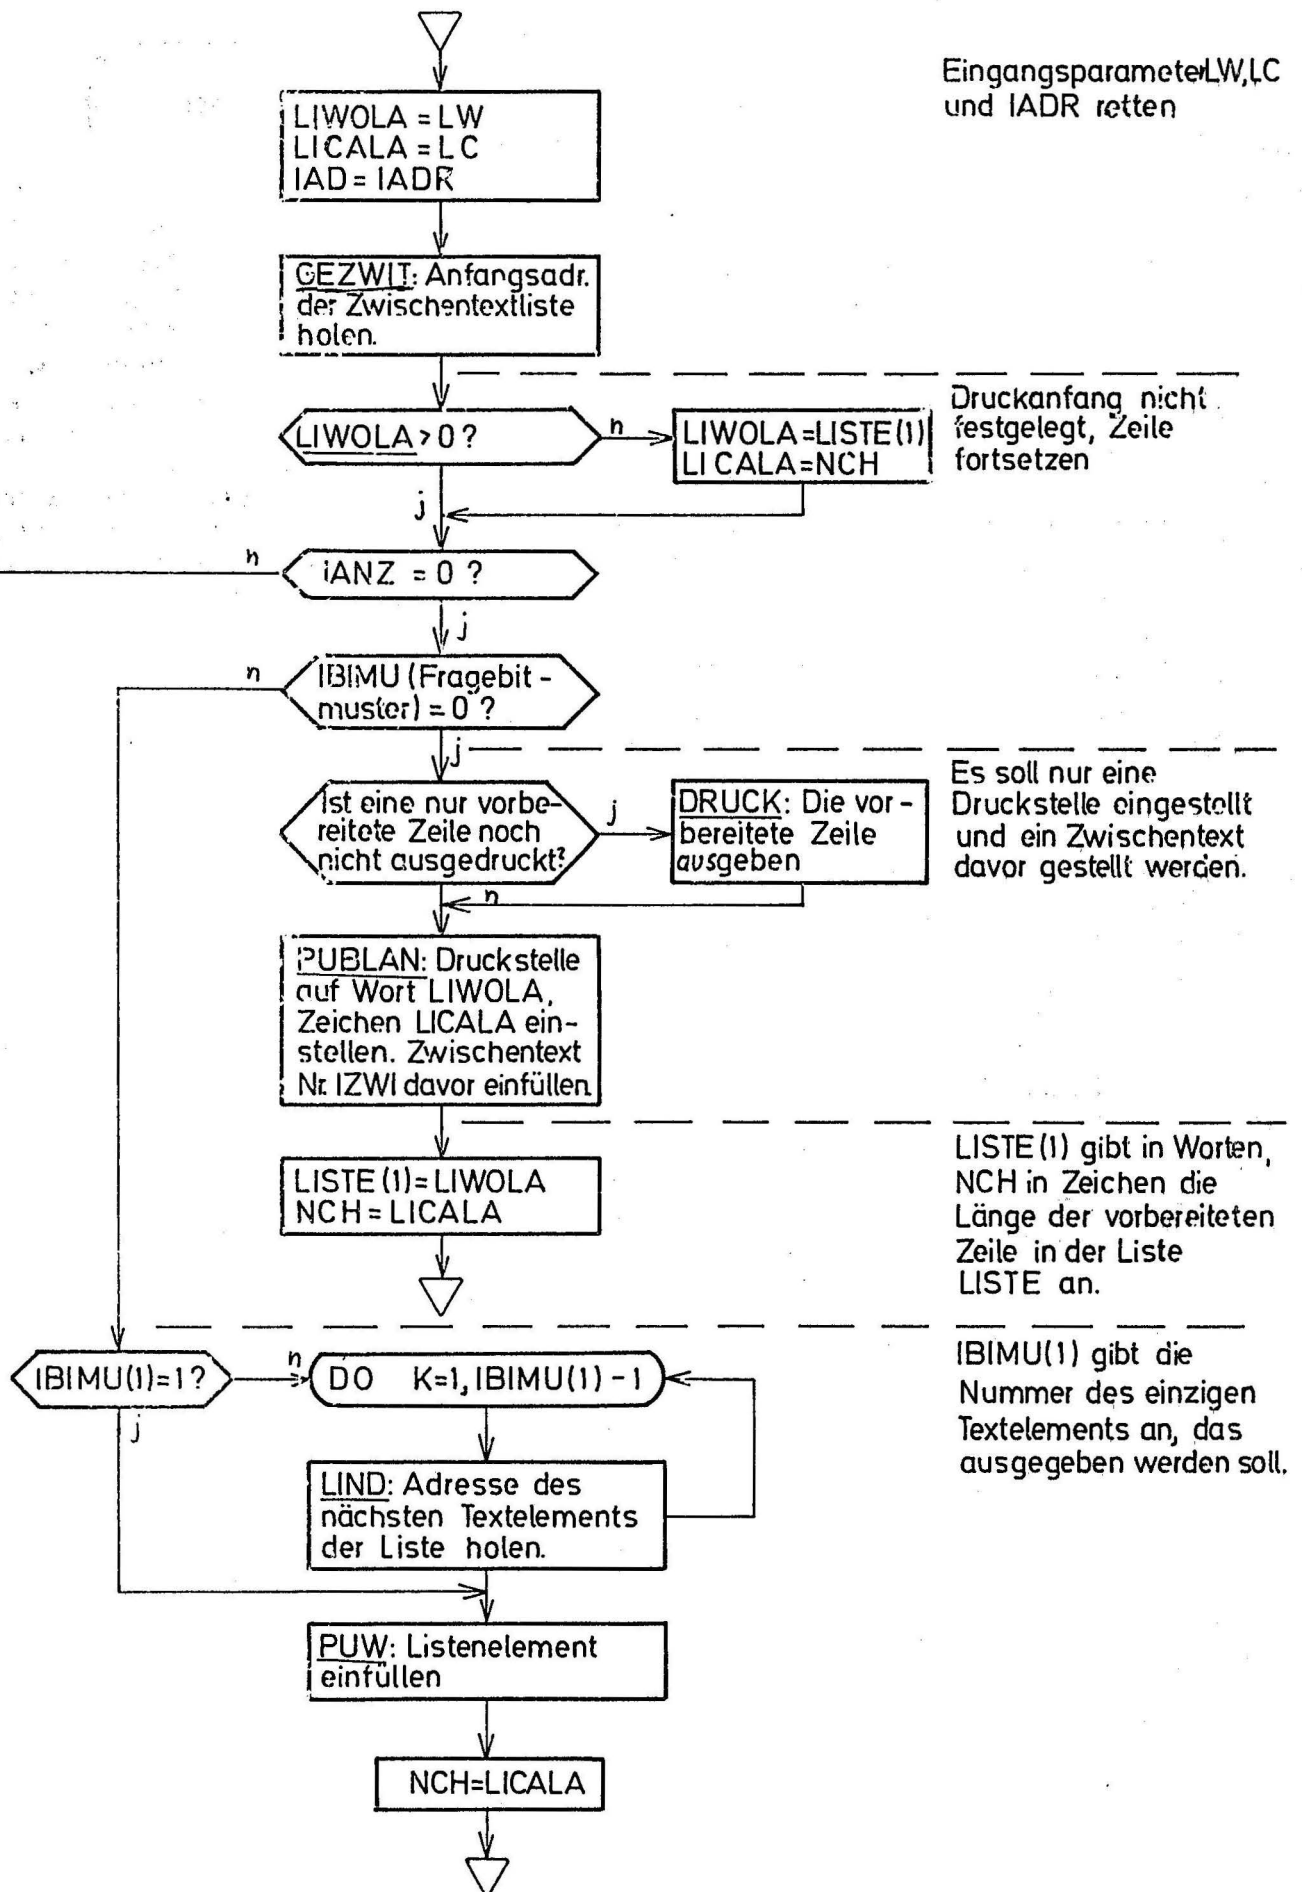 EingangsparameterLW,LC
und IADR retten
LIWOLA = LW
LICALA = LC
IAD = IADR
GEZWIT: Anfangsadr.
der Zwischentextliste
holen.
LIWOLA > 0 ?
n
LIWOLA=LISTE(1)
LICALA=NCH
Druckanfang nicht
festgelegt, Zeile
fortsetzen
j
n
IANZ = 0 ?
j
n
IBIMU (Fragebit-
muster) = 0 ?
j
Ist eine nur vorbe-
reitete Zeile noch
nicht ausgedruckt?
j
DRUCK: Die vor-
bereitete Zeile
ausgeben
Es soll nur eine
Druckstelle eingestellt
und ein Zwischentext
davor gestellt werden.
n
PUBLAN: Druckstelle
auf Wort LIWOLA,
Zeichen LICALA ein-
stellen. Zwischentext
Nr. IZWI davor einfüllen.
LISTE (1)= LIWOLA
NCH = LICALA
LISTE(1) gibt in Worten,
NCH in Zeichen die
Länge der vorbereiteten
Zeile in der Liste
LISTE an.
IBIMU(1)=1?
n
DO K=1, IBIMU(1) - 1
IBIMU(1) gibt die
Nummer des einzigen
Textelements an, das
ausgegeben werden soll.
j
LIND: Adresse des
nächsten Textelements
der Liste holen.
PUW: Listenelement
einfüllen
NCH=LICALA